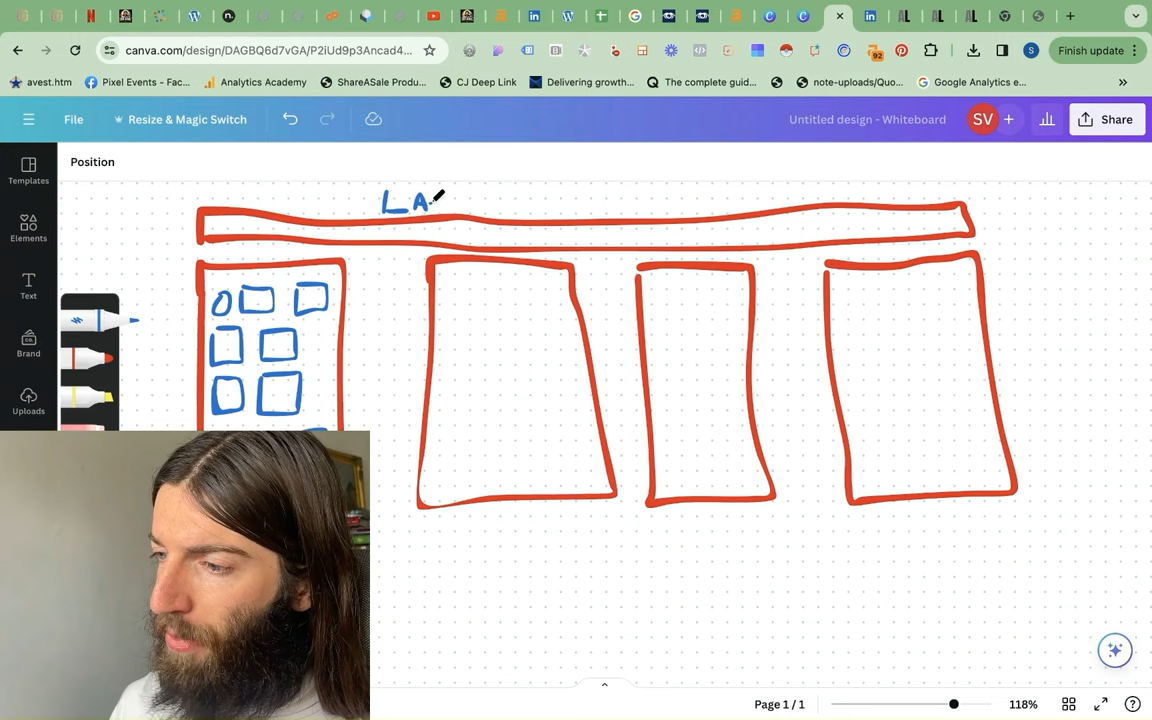 canva.com/design/DAGBQ6d7vGA/P2iUd9p3Ancad4...
92
S
Finish update
avest.htm
Pixel Events - Fac...
Analytics Academy
ShareASale Produ...
CJ Deep Link
Delivering growth...
The complete guid...
note-uploads/Quo...
Google Analytics e...
»
File
Resize & Magic Switch
Untitled design - Whiteboard
SV
+
Share
Position
Templates
Elements
Text
Brand
Uploads
LA
Page 1 / 1
118%